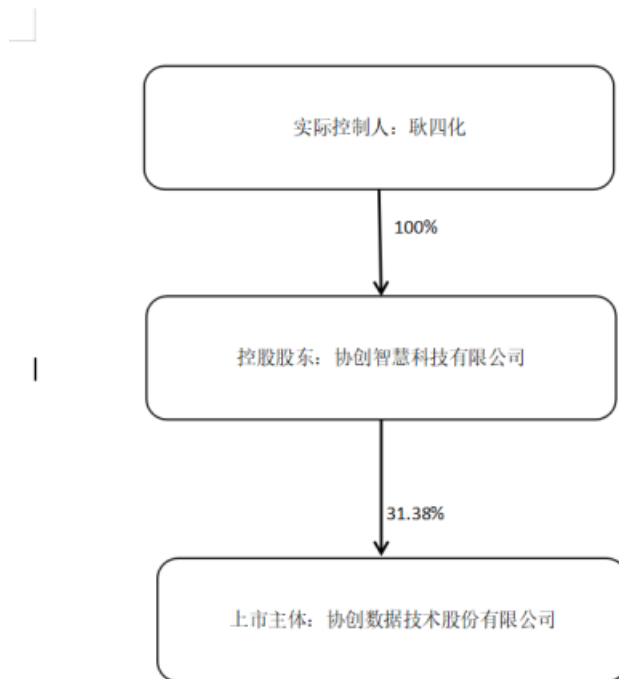 实际控制人：耿四化
100%
控股股东：协创智慧科技有限公司
31.38%
上市主体：协创数据技术股份有限公司